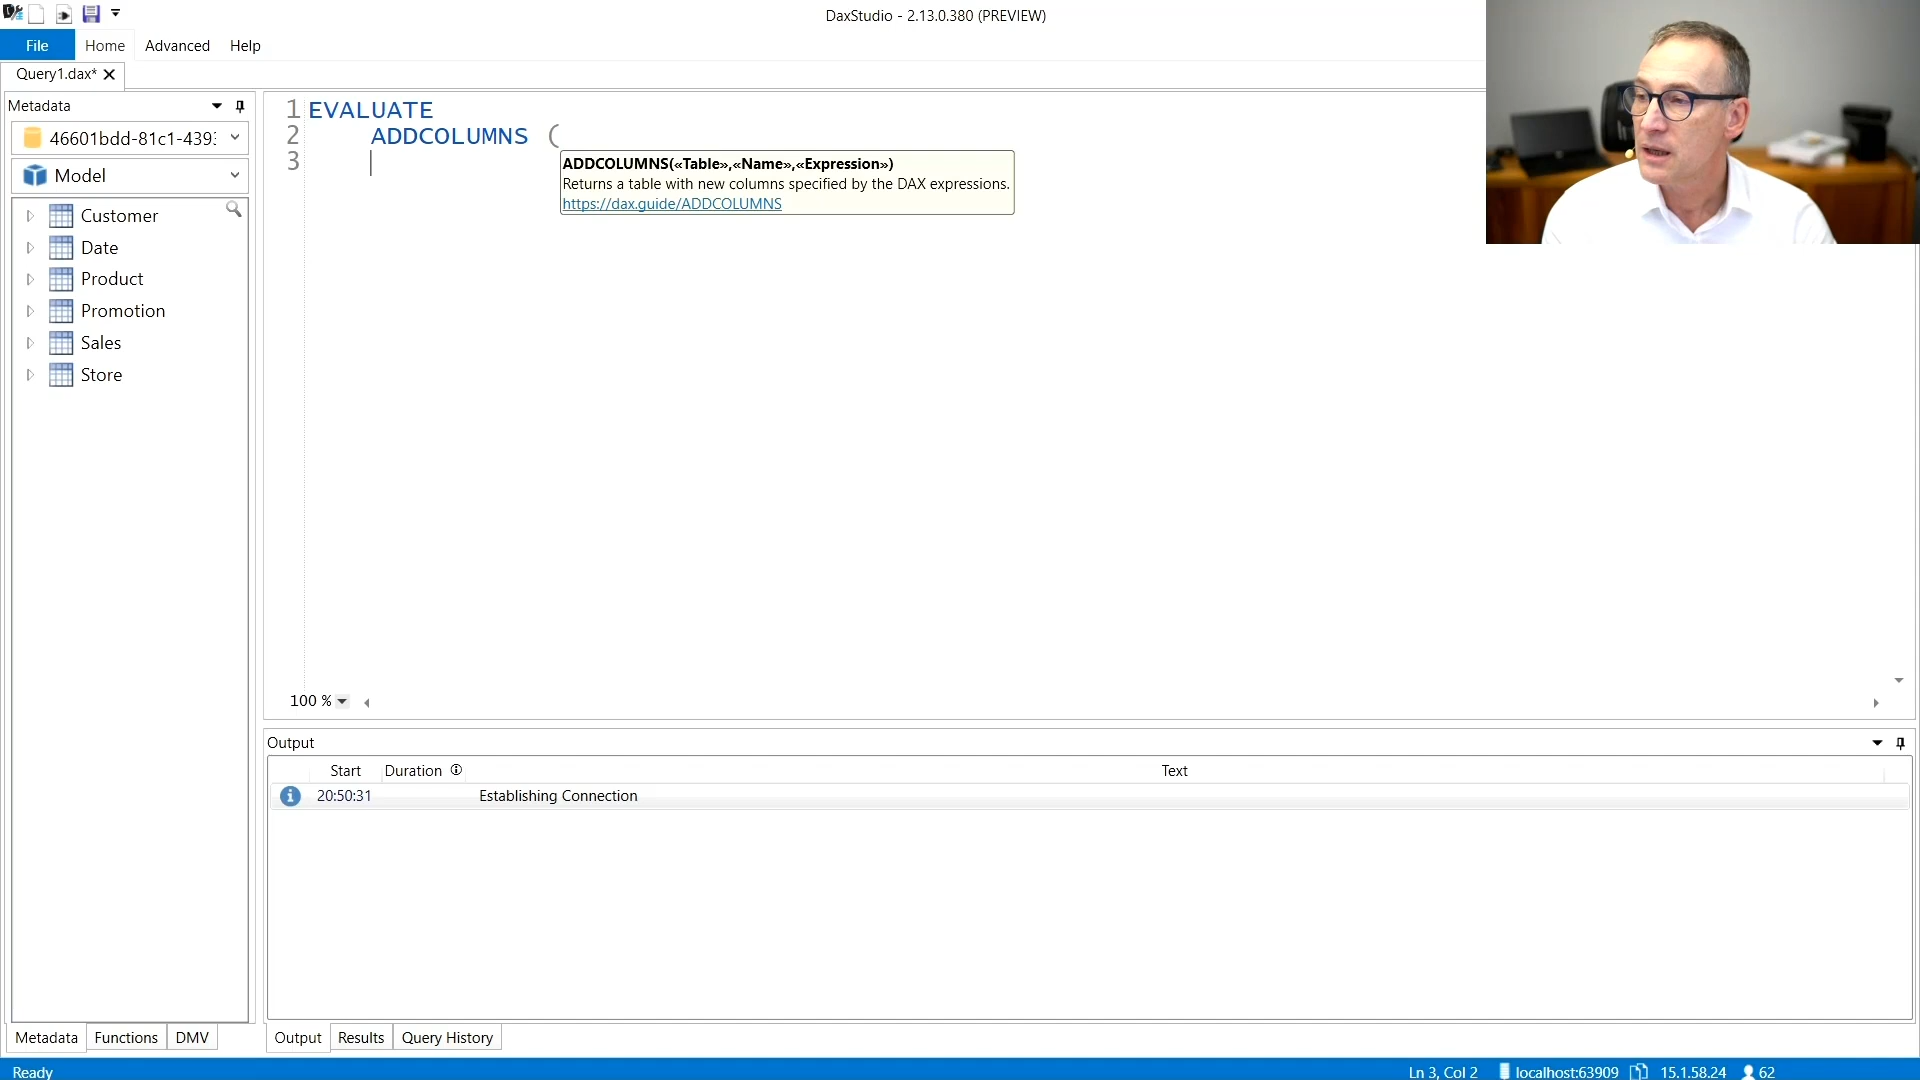 DaxStudio - 2.13.0.380 (PREVIEW)
File Home Advanced Help
Query1.dax*
Metadata
46601bdd-81c1-439
Model
Customer
Date
Product
Promotion
Sales
Store
1 EVALUATE
2 ADDCOLUMNS (
3
ADDCOLUMNS(«Table»,«Name»,«Expression»)
Returns a table with new columns specified by the DAX expressions.
https://dax.guide/ADDCOLUMNS
100 %
Output
Start Duration Text
20:50:31 Establishing Connection
Metadata Functions DMV
Output Results Query History
Ready
Ln 3, Col 2 localhost:63909 15.1.58.24 62